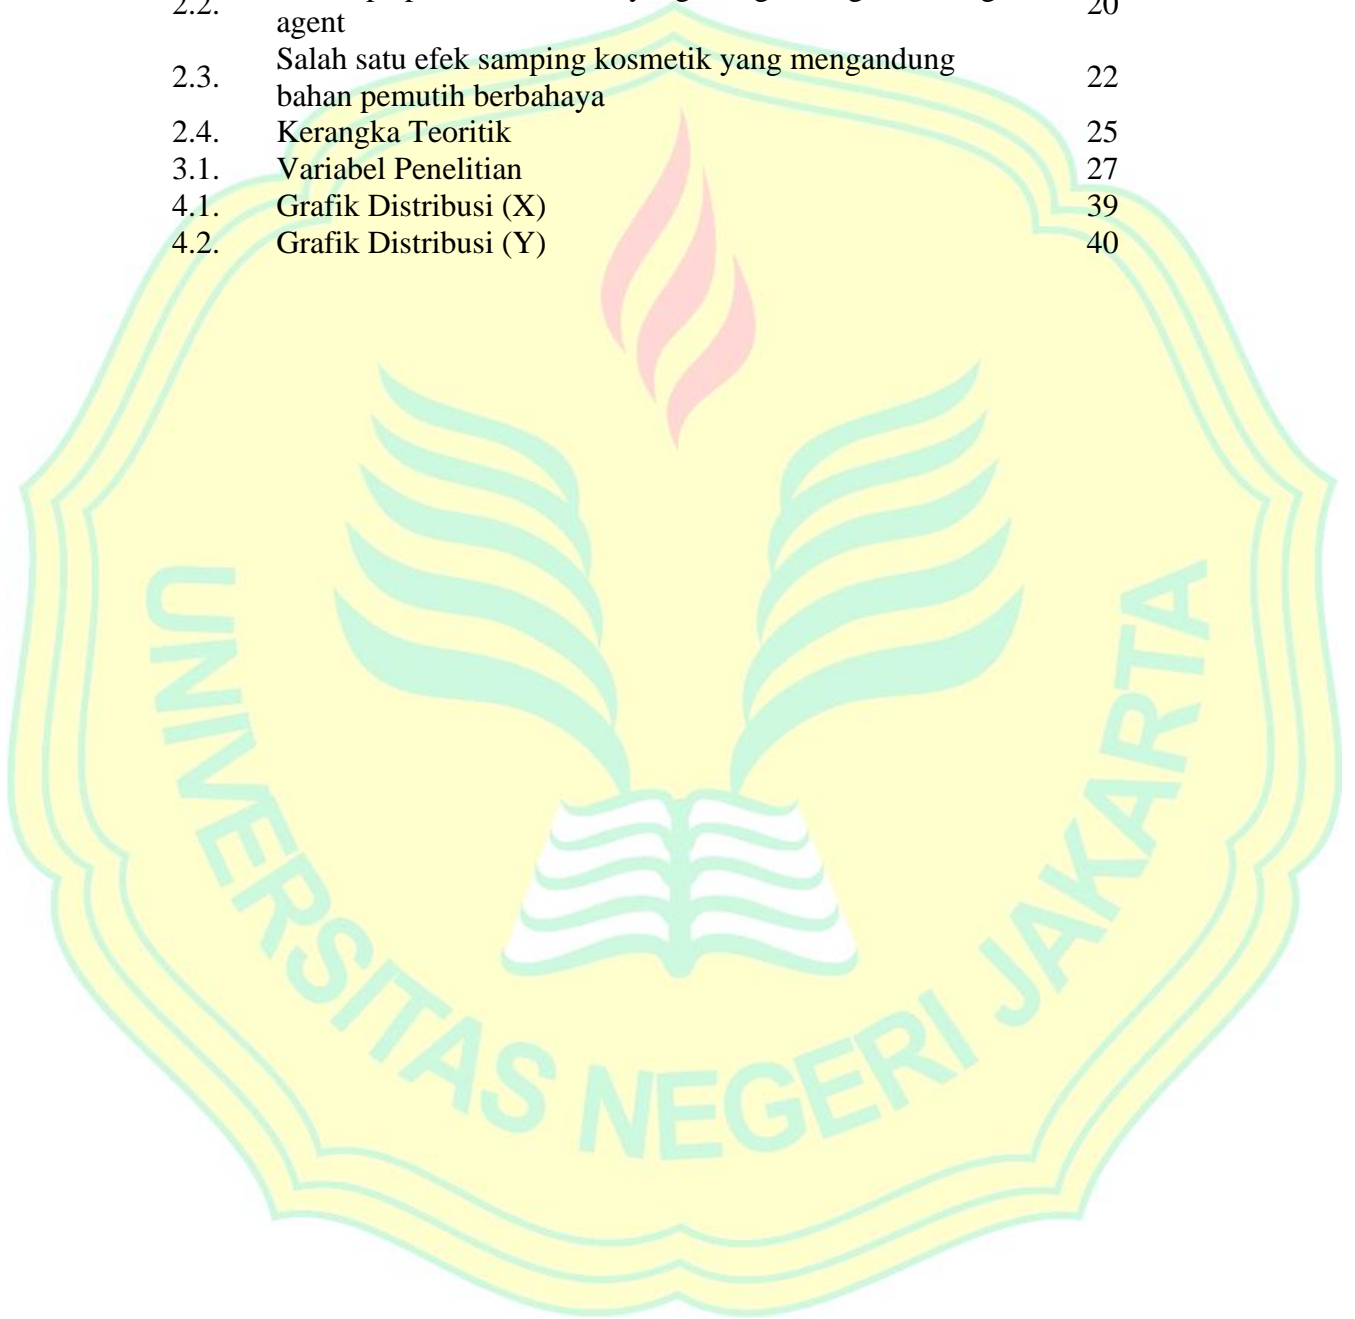 2.2. 20
agent
2.3. Salah satu efek samping kosmetik yang mengandung bahan pemutih berbahaya 22
2.4. Kerangka Teoritik 25
3.1. Variabel Penelitian 27
4.1. Grafik Distribusi (X) 39
4.2. Grafik Distribusi (Y) 40
UNIVERSITAS NEGERI JAKARTA